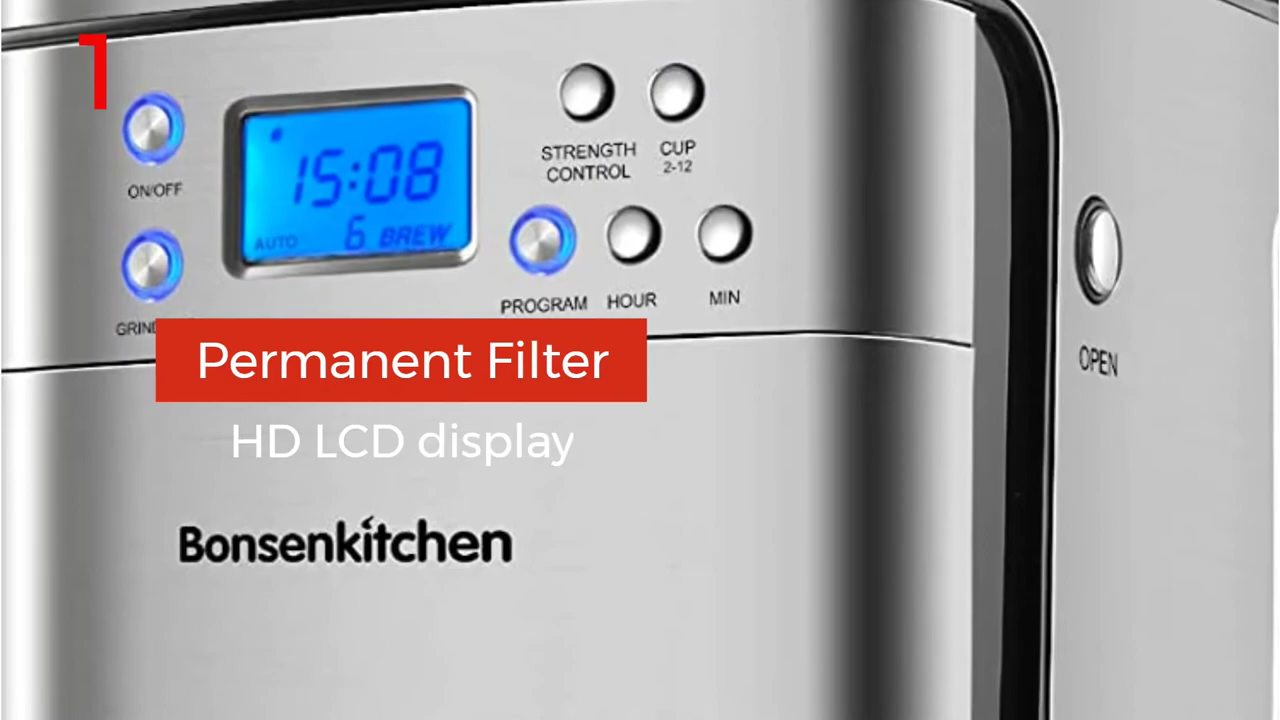 1
ON/OFF
15:08
AUTO 6 BREW
STRENGTH
CONTROL
CUP
2-12
PROGRAM
HOUR
MIN
OPEN
Permanent Filter
HD LCD display
Bonsenkitchen